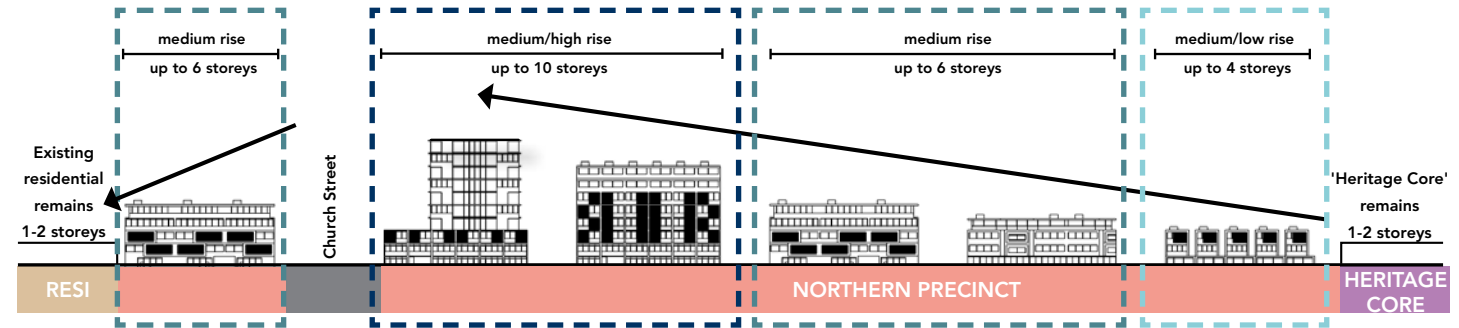 medium rise
up to 6 storeys
medium/high rise
up to 10 storeys
medium rise
up to 6 storeys
medium/low rise
up to 4 storeys
Existing
residential
remains
1-2 storeys
Church Street
'Heritage Core'
remains
1-2 storeys
RESI
NORTHERN PRECINCT
HERITAGE
CORE